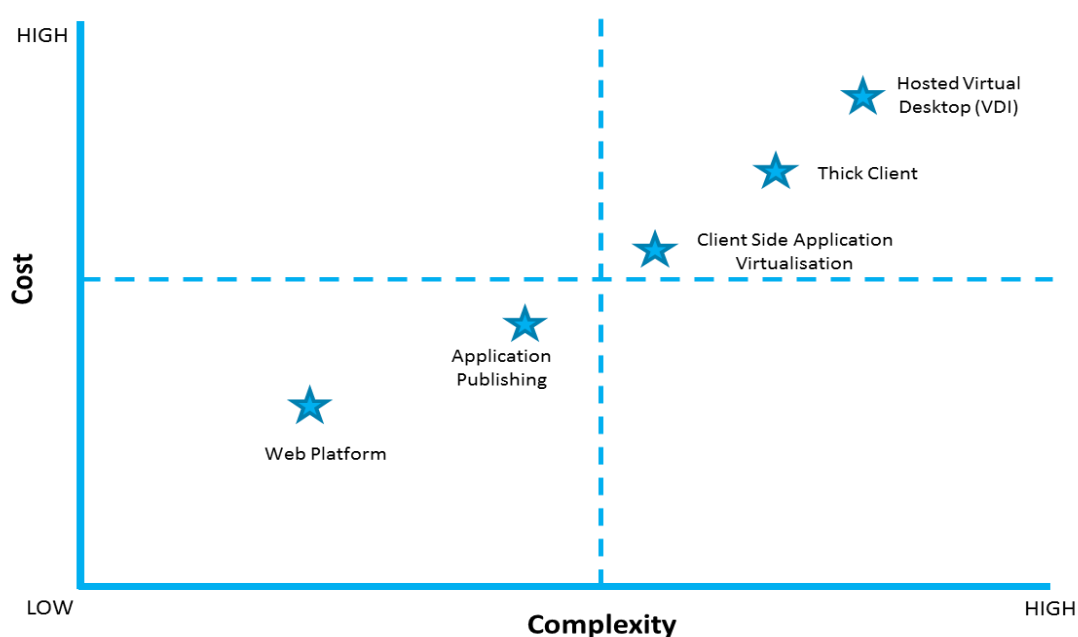 HIGH
Hosted Virtual
Desktop (VDI)
Thick Client
Client Side Application
Virtualisation
Cost
Application
Publishing
Web Platform
LOW
HIGH
Complexity